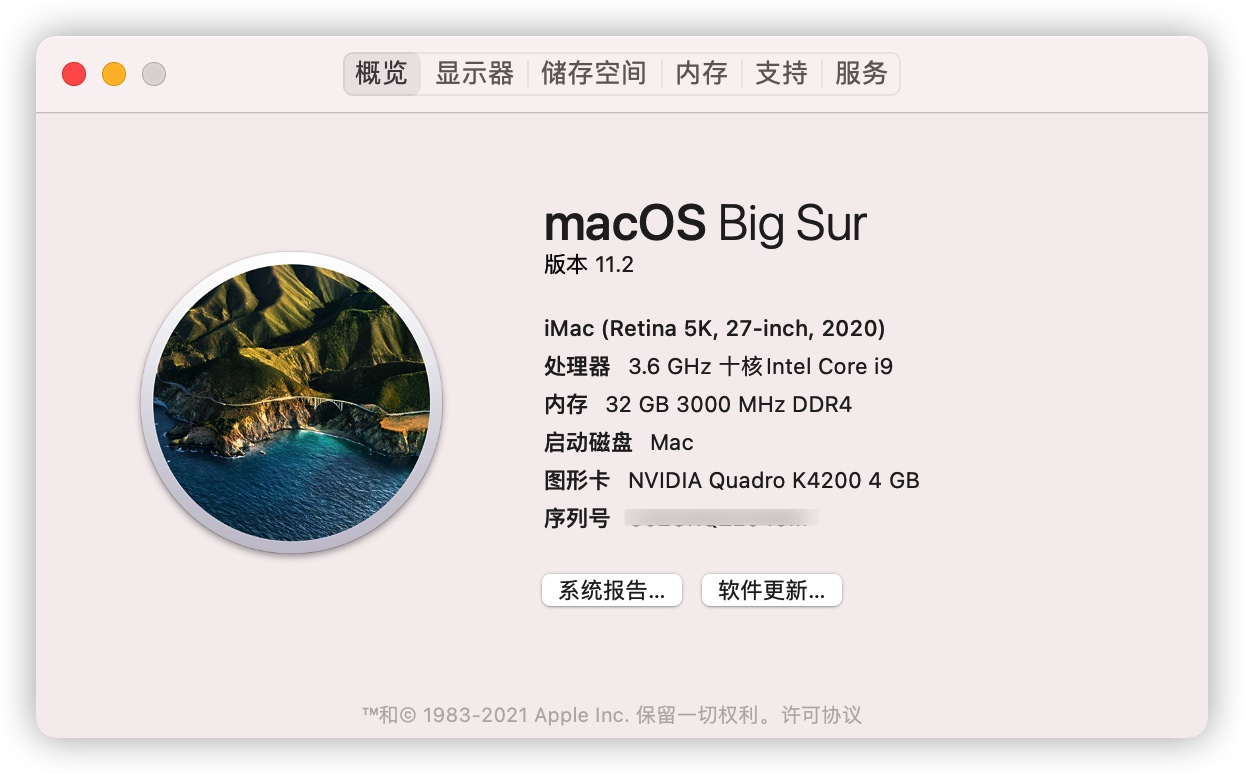 概览 显示器 储存空间 内存 支持 服务
macOS Big Sur
版本 11.2
iMac (Retina 5K, 27-inch, 2020)
处理器 3.6 GHz 十核Intel Core i9
内存 32 GB 3000 MHz DDR4
启动磁盘 Mac
图形卡 NVIDIA Quadro K4200 4 GB
序列号
系统报告... 软件更新...
™和© 1983-2021 Apple Inc. 保留一切权利。许可协议